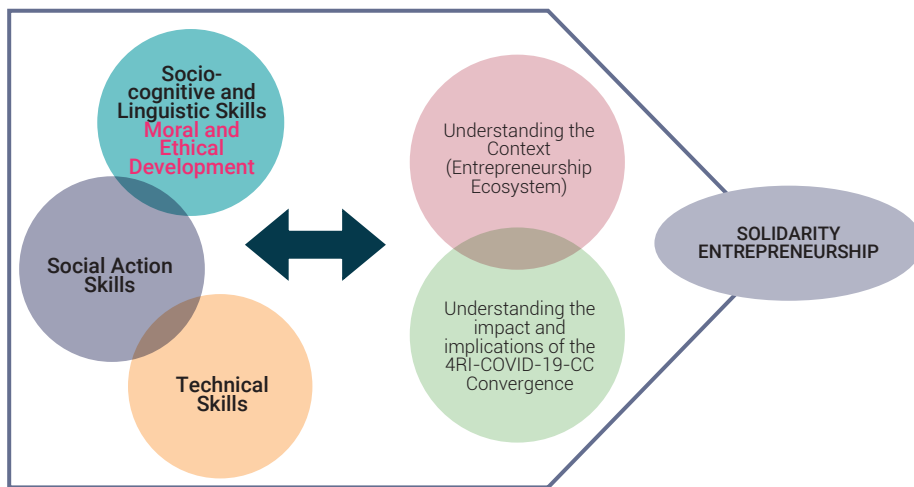 Socio-
cognitive and
Linguistic Skills
Moral and
Ethical
Development
Social Action
Skills
Technical
Skills
Understanding the
Context
(Entrepreneurship
Ecosystem)
Understanding the
impact and
implications of the
4RI-COVID-19-CC
Convergence
SOLIDARITY
ENTREPRENEURSHIP